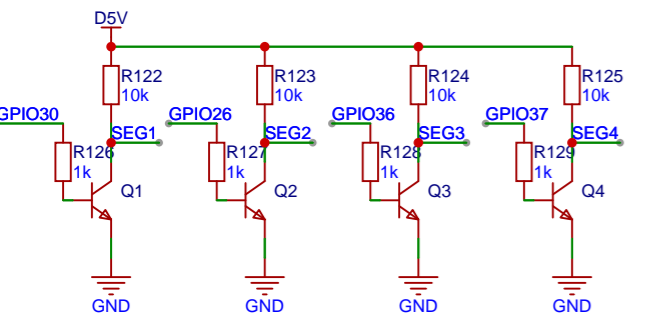 D5V
R122
10k
R123
10k
R124
10k
R125
10k
GPIO30
GPIO26
GPIO36
GPIO37
SEG1
SEG2
SEG3
SEG4
R126
1k
R127
1k
R128
1k
R129
1k
Q1
Q2
Q3
Q4
GND
GND
GND
GND